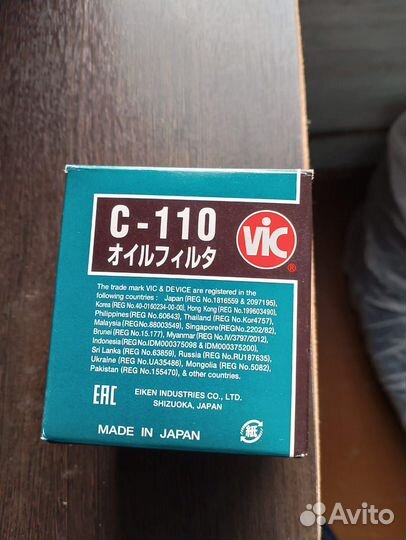 C-110
オイルフィルタ
VIC
®
The trade mark VIC & DEVICE are registered in the
following countries : Japan (REG No.1816559 & 2097195),
Korea (REG No.40-0160234-00-00), Hong Kong (REG No.199603490),
Philippines (REG No.60643), Thailand (REG No.Kor4757),
Malaysia (REG No.88003549), Singapore(REG No.2202/82),
Brunei (REG No.15.177), Myanmar (REG No.IV/3797/2012),
Indonesia(REG No.IDM000375098 & IDM000375200),
Sri Lanka (REG No.63859), Russia (REG No.RU187635),
Ukraine (REG No.UA35486), Mongolia (REG No.5082),
Pakistan (REG No.155470), & other countries.
EAC
EIKEN INDUSTRIES CO., LTD.
SHIZUOKA, JAPAN
MADE IN JAPAN
紙
Avito